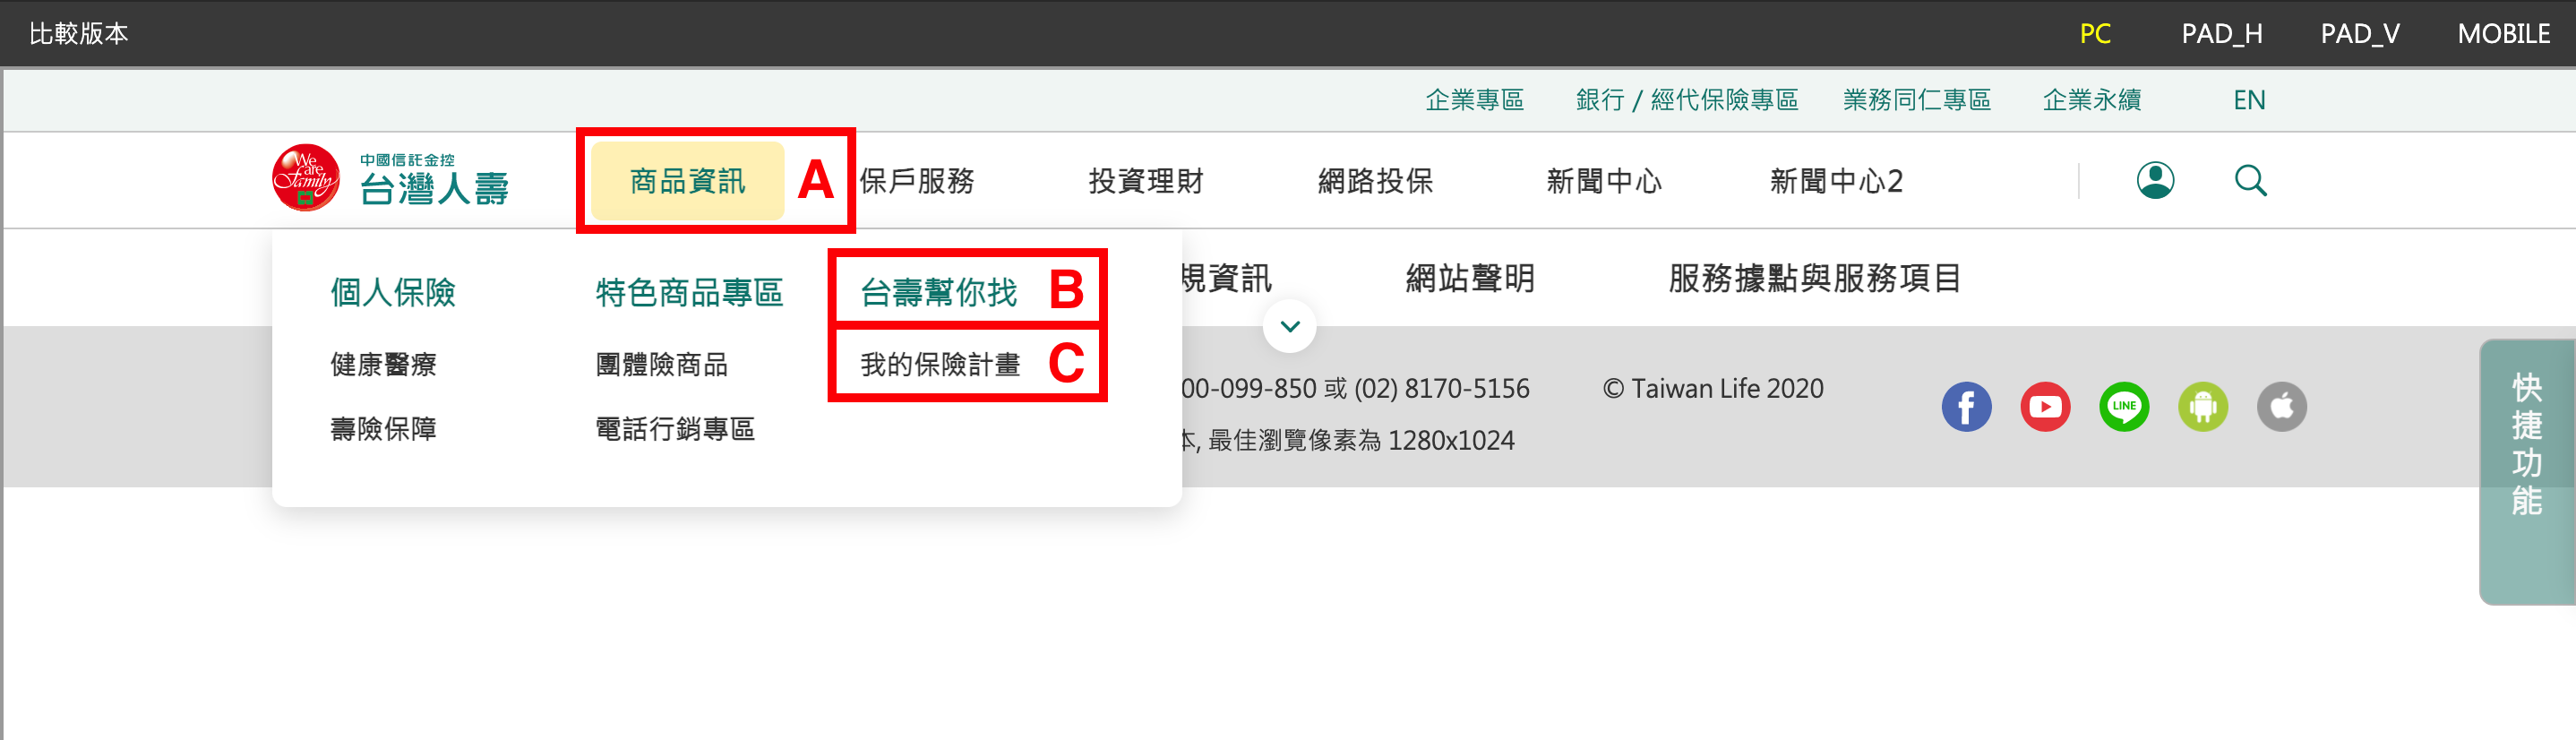 比較版本
PC PAD_H PAD_V MOBILE
企業專區 銀行 / 經代保險專區 業務同仁專區 企業永續 EN
We are Family
中國信託金控
台灣人壽
商品資訊 A 保戶服務 投資理財 網路投保 新聞中心 新聞中心2
個人保險 特色商品專區 台壽幫你找 B 規資訊 網站聲明 服務據點與服務項目
健康醫療 團體險商品 我的保險計畫 C
00-099-850 或 (02) 8170-5156 © Taiwan Life 2020
LINE
壽險保障 電話行銷專區
本, 最佳瀏覽像素為 1280x1024
快捷功能